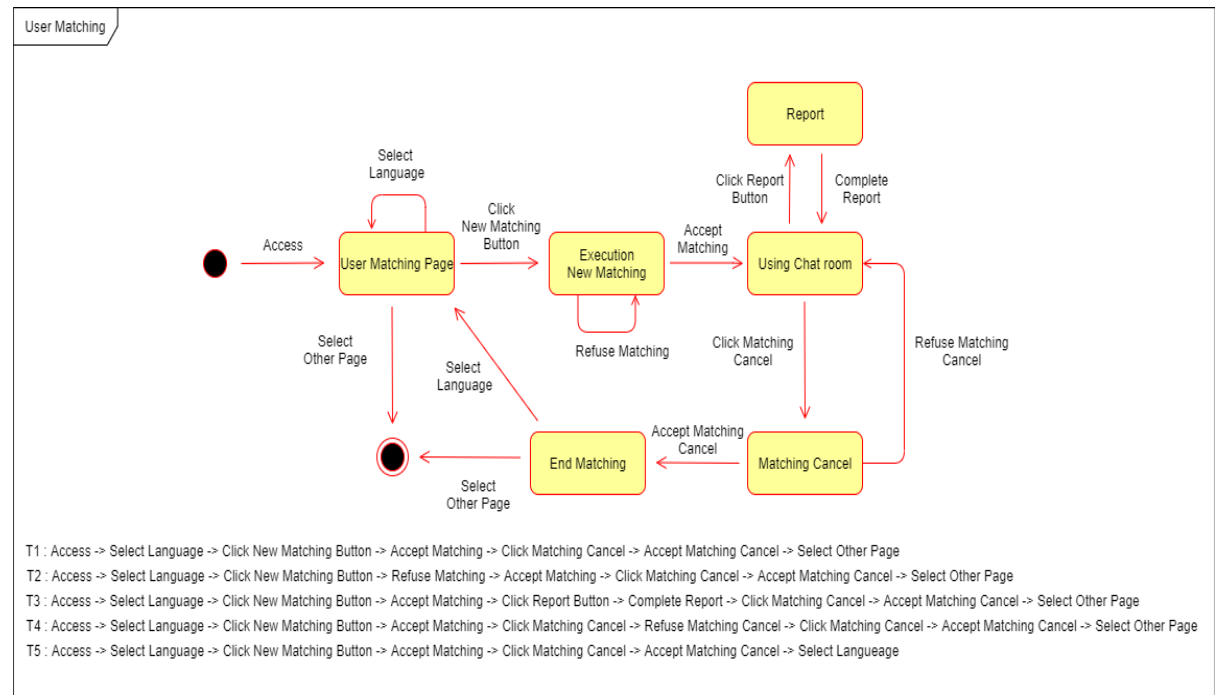 User Matching
Report
Select
Language
Click Report
Button
Complete
Report
Click
New Matching
Button
Accept
Matching
Access
User Matching Page
Execution
New Matching
Using Chat room
Refuse Matching
Select
Other Page
Select
Language
Click Matching
Cancel
Refuse Matching
Cancel
Accept Matching
Cancel
End Matching
Matching Cancel
Select
Other Page
T1 : Access -> Select Language -> Click New Matching Button -> Accept Matching -> Click Matching Cancel -> Accept Matching Cancel -> Select Other Page
T2 : Access -> Select Language -> Click New Matching Button -> Refuse Matching -> Accept Matching -> Click Matching Cancel -> Accept Matching Cancel -> Select Other Page
T3 : Access -> Select Language -> Click New Matching Button -> Accept Matching -> Click Report Button -> Complete Report -> Click Matching Cancel -> Accept Matching Cancel -> Select Other Page
T4 : Access -> Select Language -> Click New Matching Button -> Accept Matching -> Click Matching Cancel -> Refuse Matching Cancel -> Click Matching Cancel -> Accept Matching Cancel -> Select Other Page
T5 : Access -> Select Language -> Click New Matching Button -> Accept Matching -> Click Matching Cancel -> Accept Matching Cancel -> Select Langueage